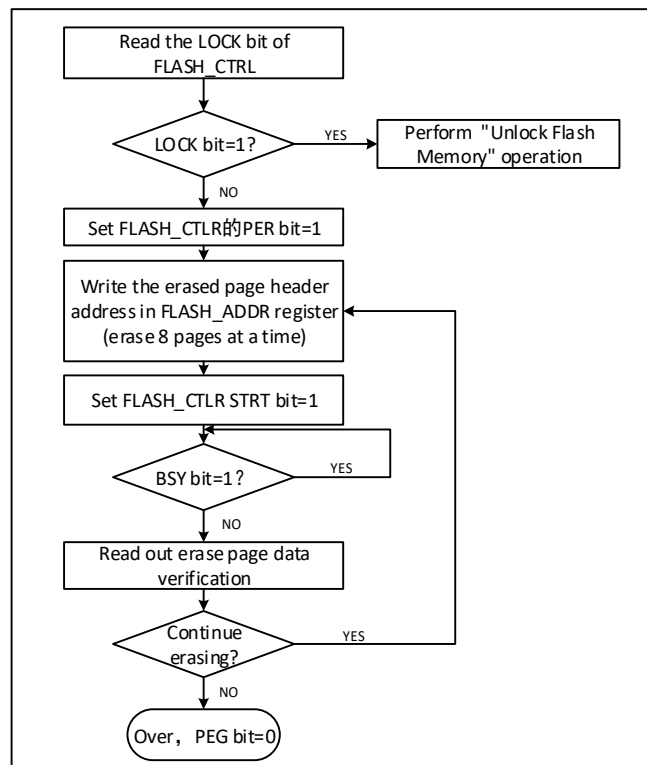 Read the LOCK bit of
FLASH_CTRL
LOCK bit=1?
YES
Perform "Unlock Flash
Memory" operation
NO
Set FLASH_CTLR的PER bit=1
Write the erased page header
address in FLASH_ADDR register
(erase 8 pages at a time)
Set FLASH_CTLR STRT bit=1
BSY bit=1?
YES
NO
Read out erase page data
verification
Continue
erasing?
YES
NO
Over，PEG bit=0